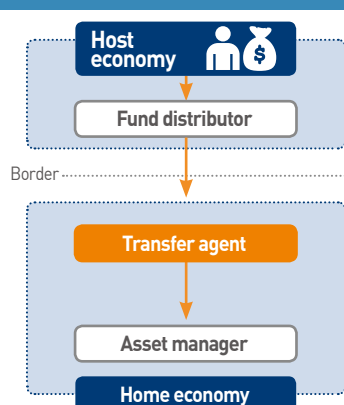 Host
economy
$
Fund distributor
Border
Transfer agent
Asset manager
Home economy